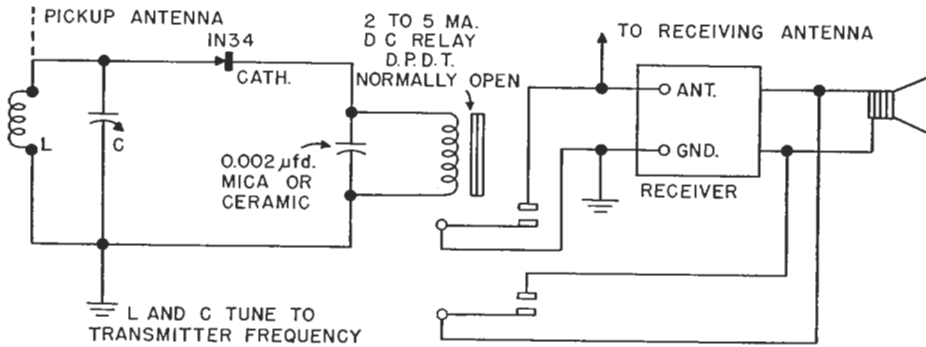 PICKUP ANTENNA
IN34
CATH.
L
C
0.002 µfd.
MICA OR
CERAMIC
2 TO 5 MA.
D C RELAY
D.P.D.T.
NORMALLY OPEN
TO RECEIVING ANTENNA
ANT.
GND.
RECEIVER
L AND C TUNE TO
TRANSMITTER FREQUENCY